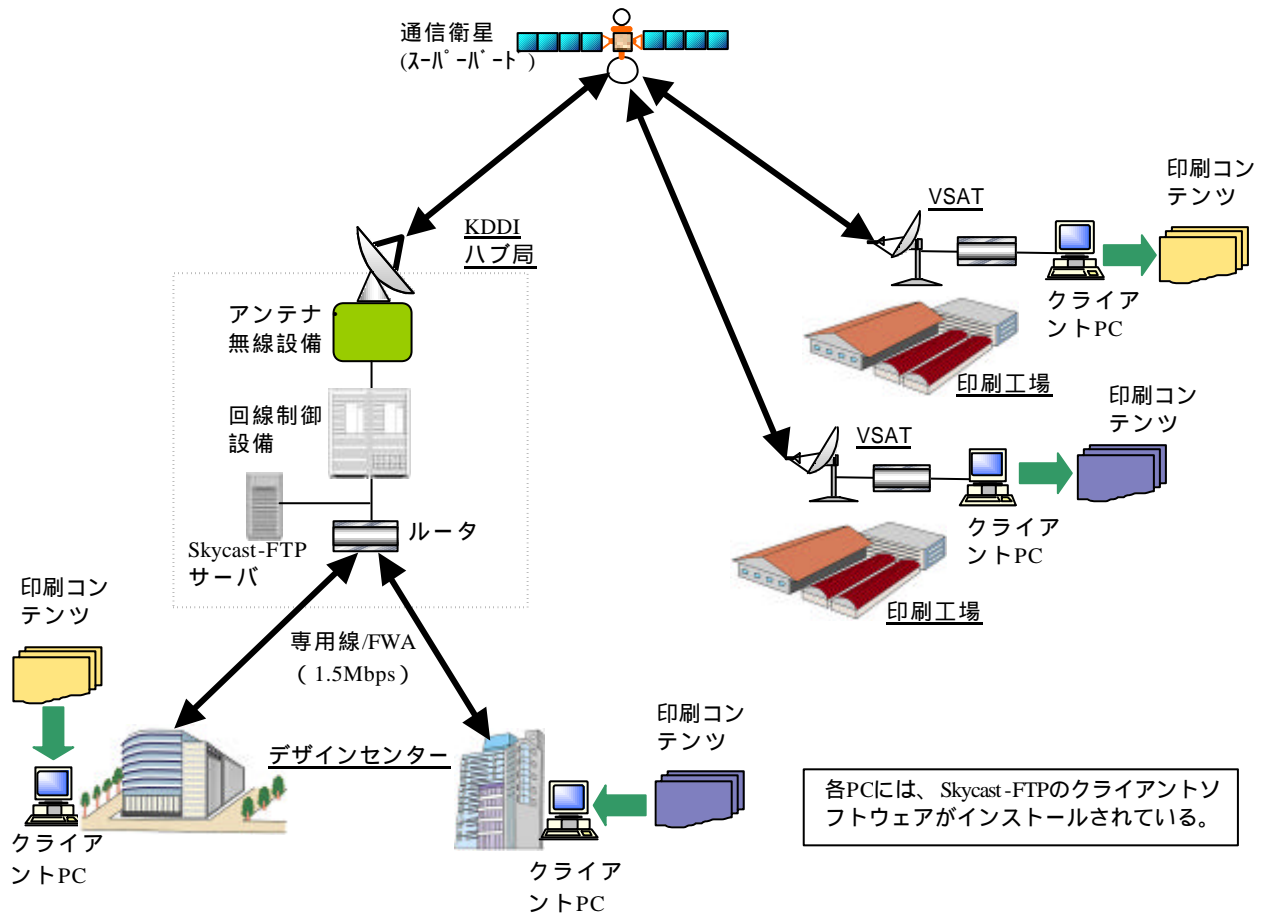 通信衛星
(ｽｰﾊﾟｰﾊﾞｰﾄﾞ)
印刷コン
テンツ
VSAT
KDDI
ハブ局
クライア
ントPC
アンテナ
無線設備
印刷工場
印刷コン
テンツ
回線制御
設備
VSAT
クライア
ントPC
ルータ
Skycast-FTP
サーバ
印刷コン
テンツ
印刷工場
専用線/FWA
(1.5Mbps)
印刷コン
テンツ
デザインセンター
各PCには、Skycast-FTPのクライアントソ
フトウェアがインストールされている。
クライア
ントPC
クライア
ントPC